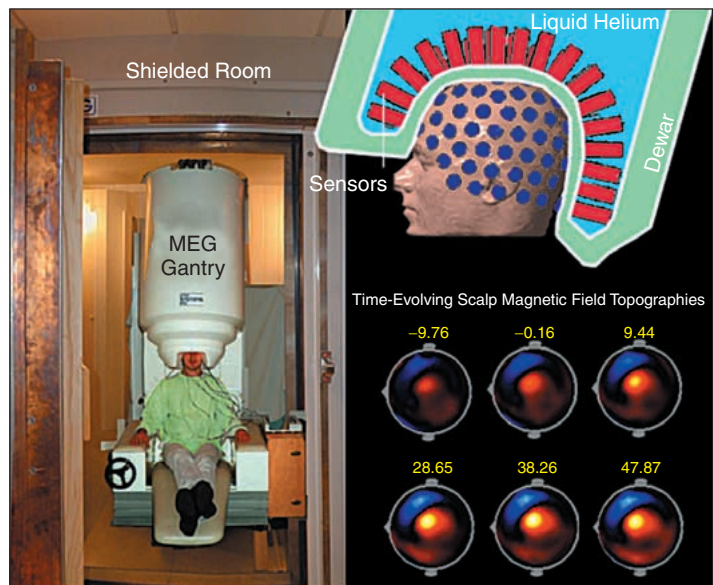 Shielded Room
MEG
Gantry
Liquid Helium
Dewar
Sensors
Time-Evolving Scalp Magnetic Field Topographies
–9.76
–0.16
9.44
28.65
38.26
47.87